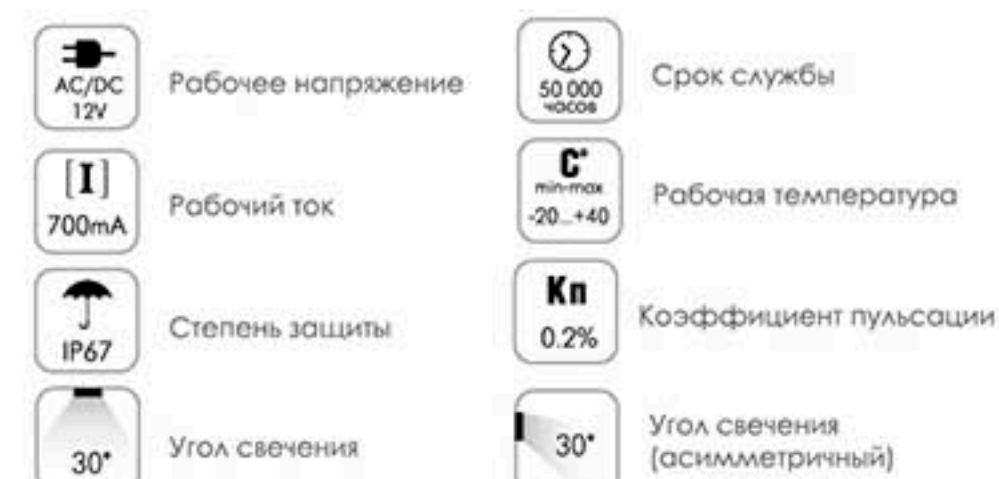 AC/DC
12V
Рабочее напряжение
50 000
часов
Срок службы
[I]
700mA
Рабочий ток
C°
min-max
-20...+40
Рабочая температура
IP67
Степень защиты
Кп
0.2%
Коэффициент пульсации
30°
Угол свечения
30°
Угол свечения
(асимметричный)